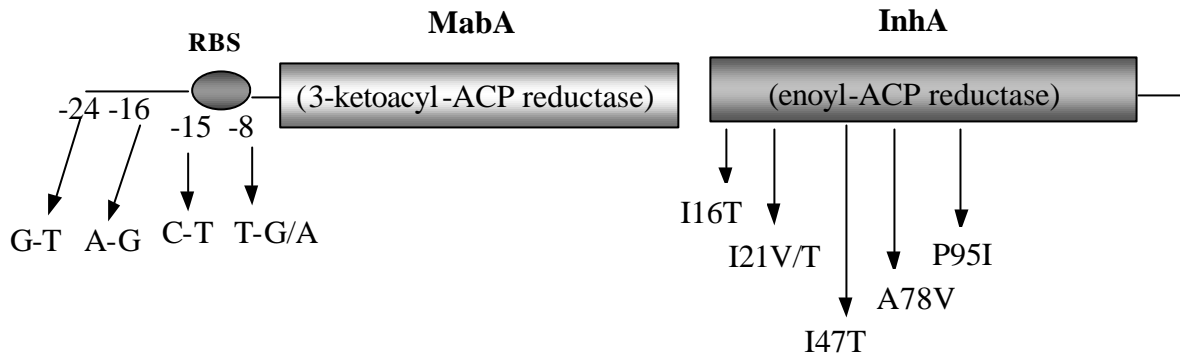 MabA
InhA
RBS
(3-ketoacyl-ACP reductase)
(enoyl-ACP reductase)
-24 -16
-15 -8
G-T A-G C-T T-G/A
I16T
I21V/T
P95I
A78V
I47T